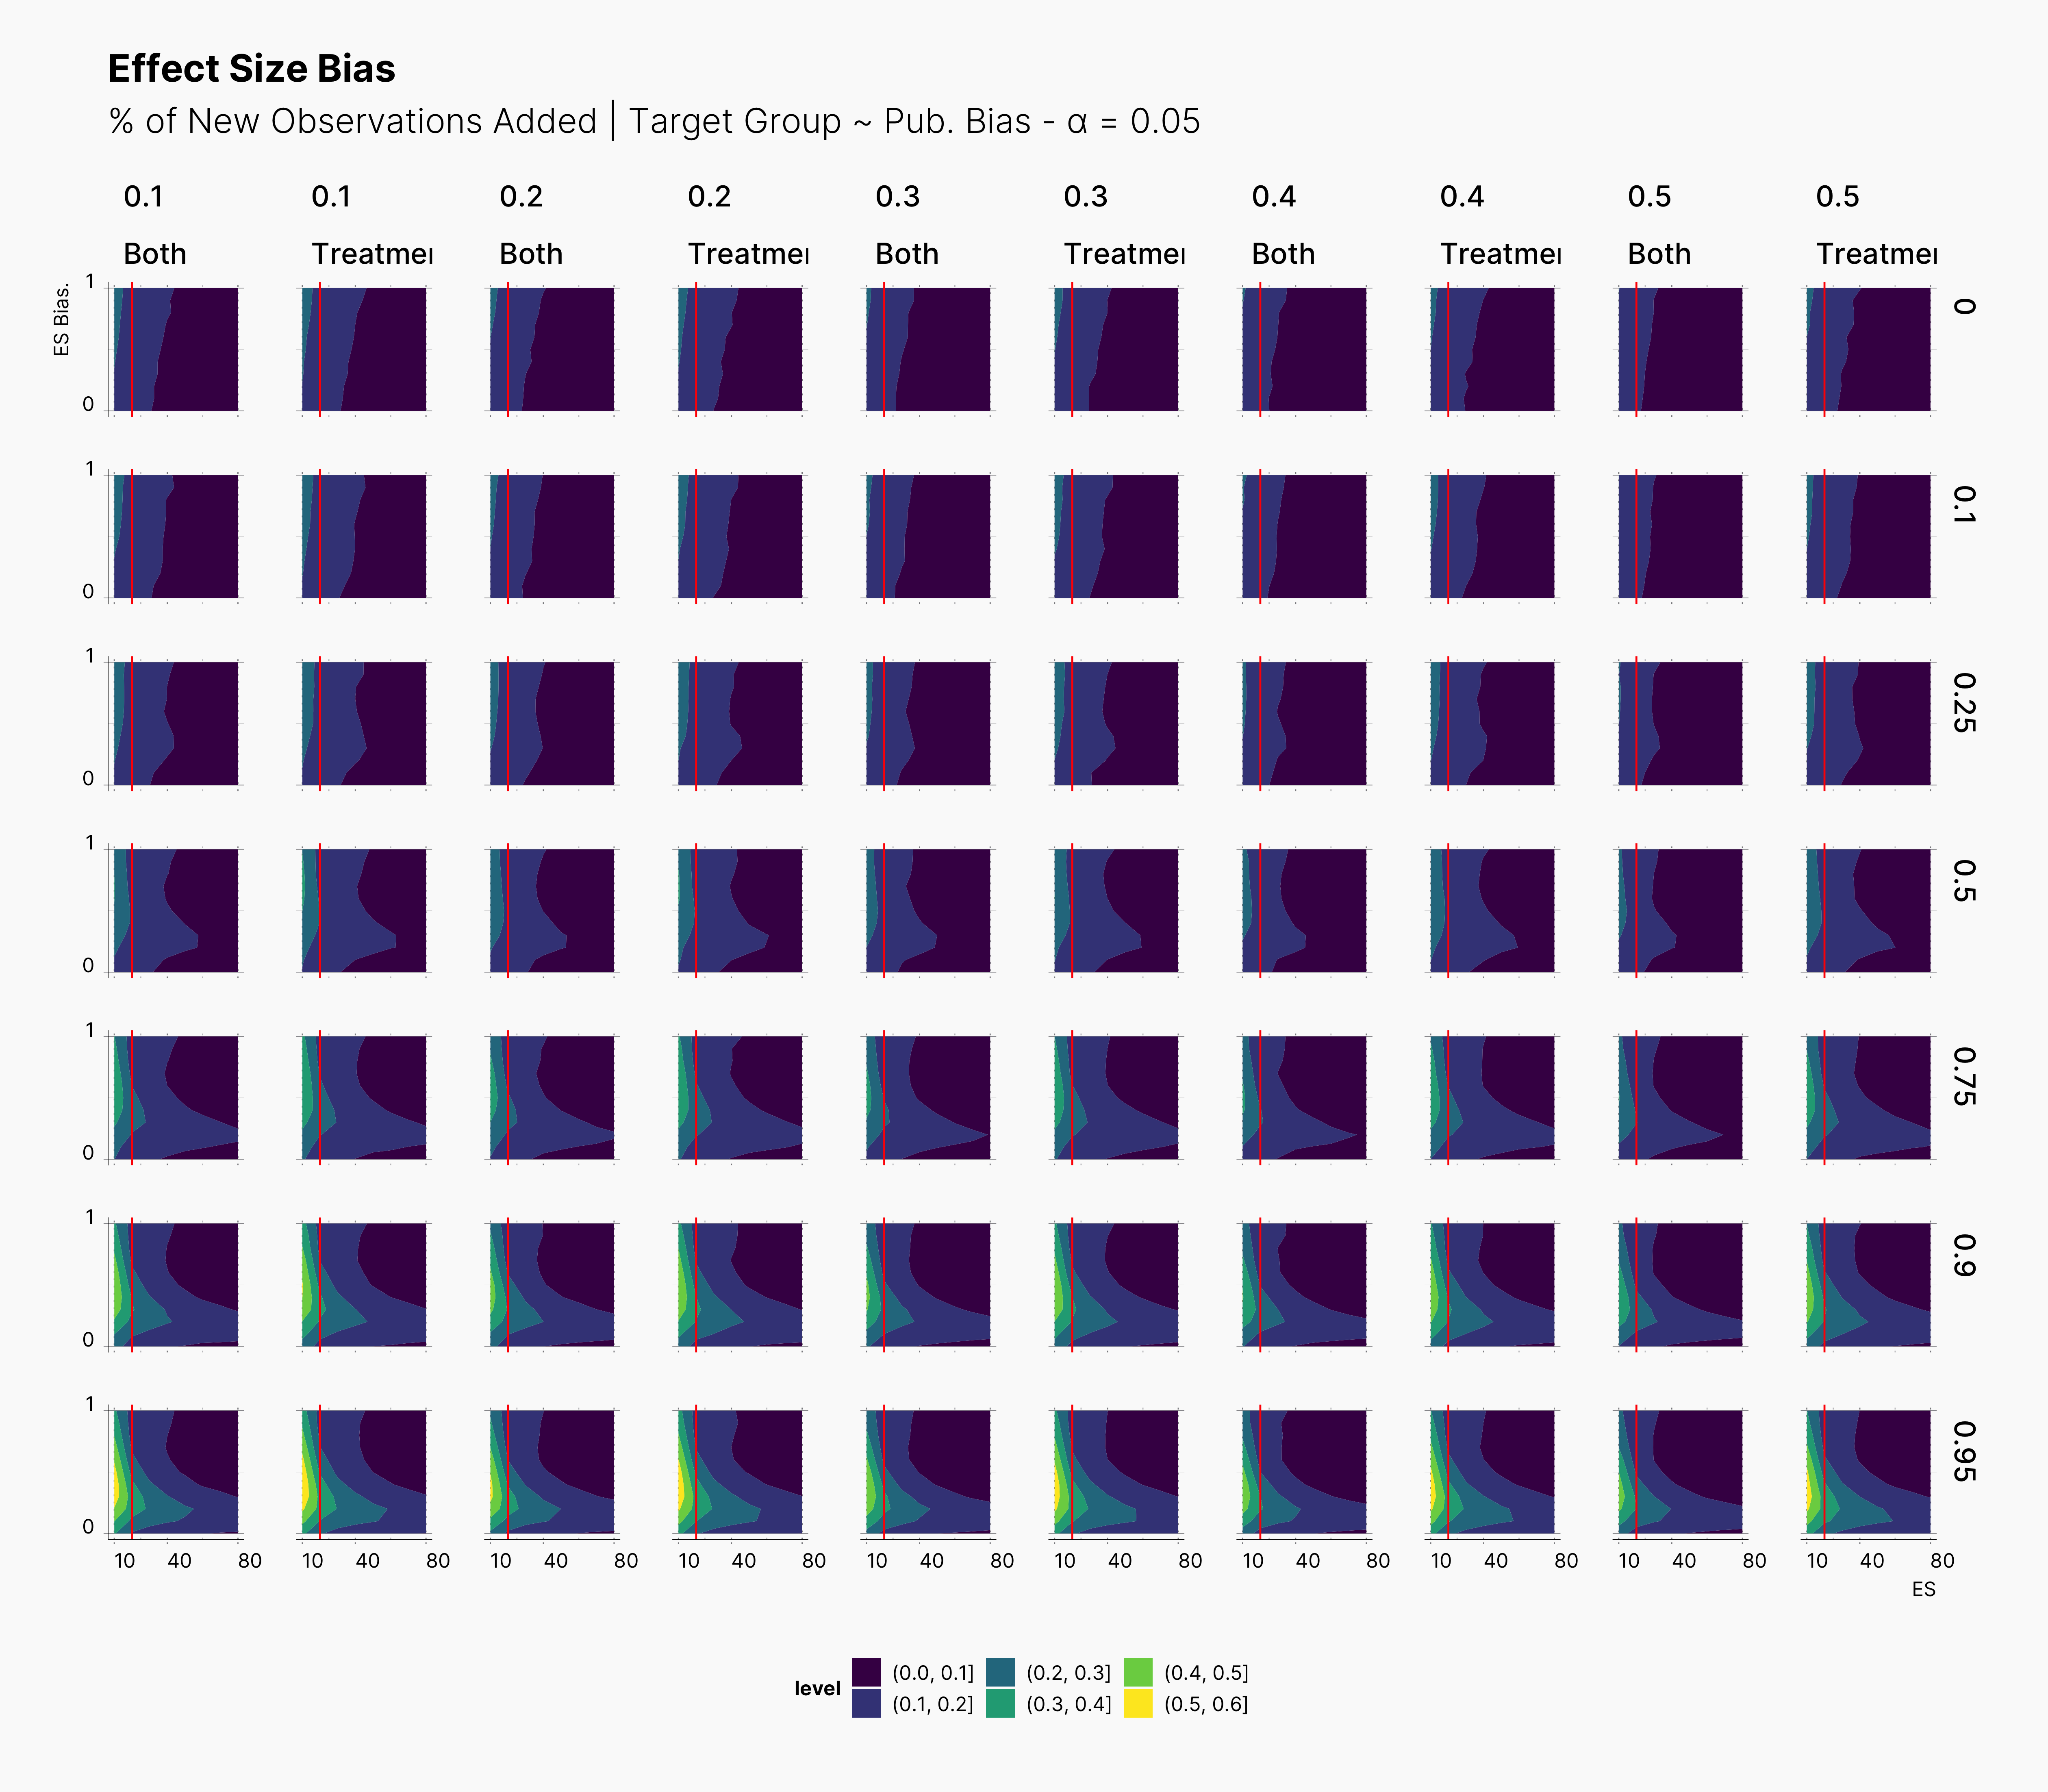 Effect Size Bias
% of New Observations Added | Target Group ~ Pub. Bias - α = 0.05
0.1 0.1 0.2 0.2 0.3 0.3 0.4 0.4 0.5 0.5
Both Treatmer Both Treatmer Both Treatmer Both Treatmer Both Treatmer
ES Bias.
1
0
0
1
0
0.1
1
0
0.25
1
0
0.5
1
0
0.75
1
0
0.9
1
0
0.95
10 40 80 10 40 80 10 40 80 10 40 80 10 40 80 10 40 80 10 40 80 10 40 80 10 40 80 10 40 80
ES
level
(0.0, 0.1] (0.2, 0.3] (0.4, 0.5]
(0.1, 0.2] (0.3, 0.4] (0.5, 0.6]